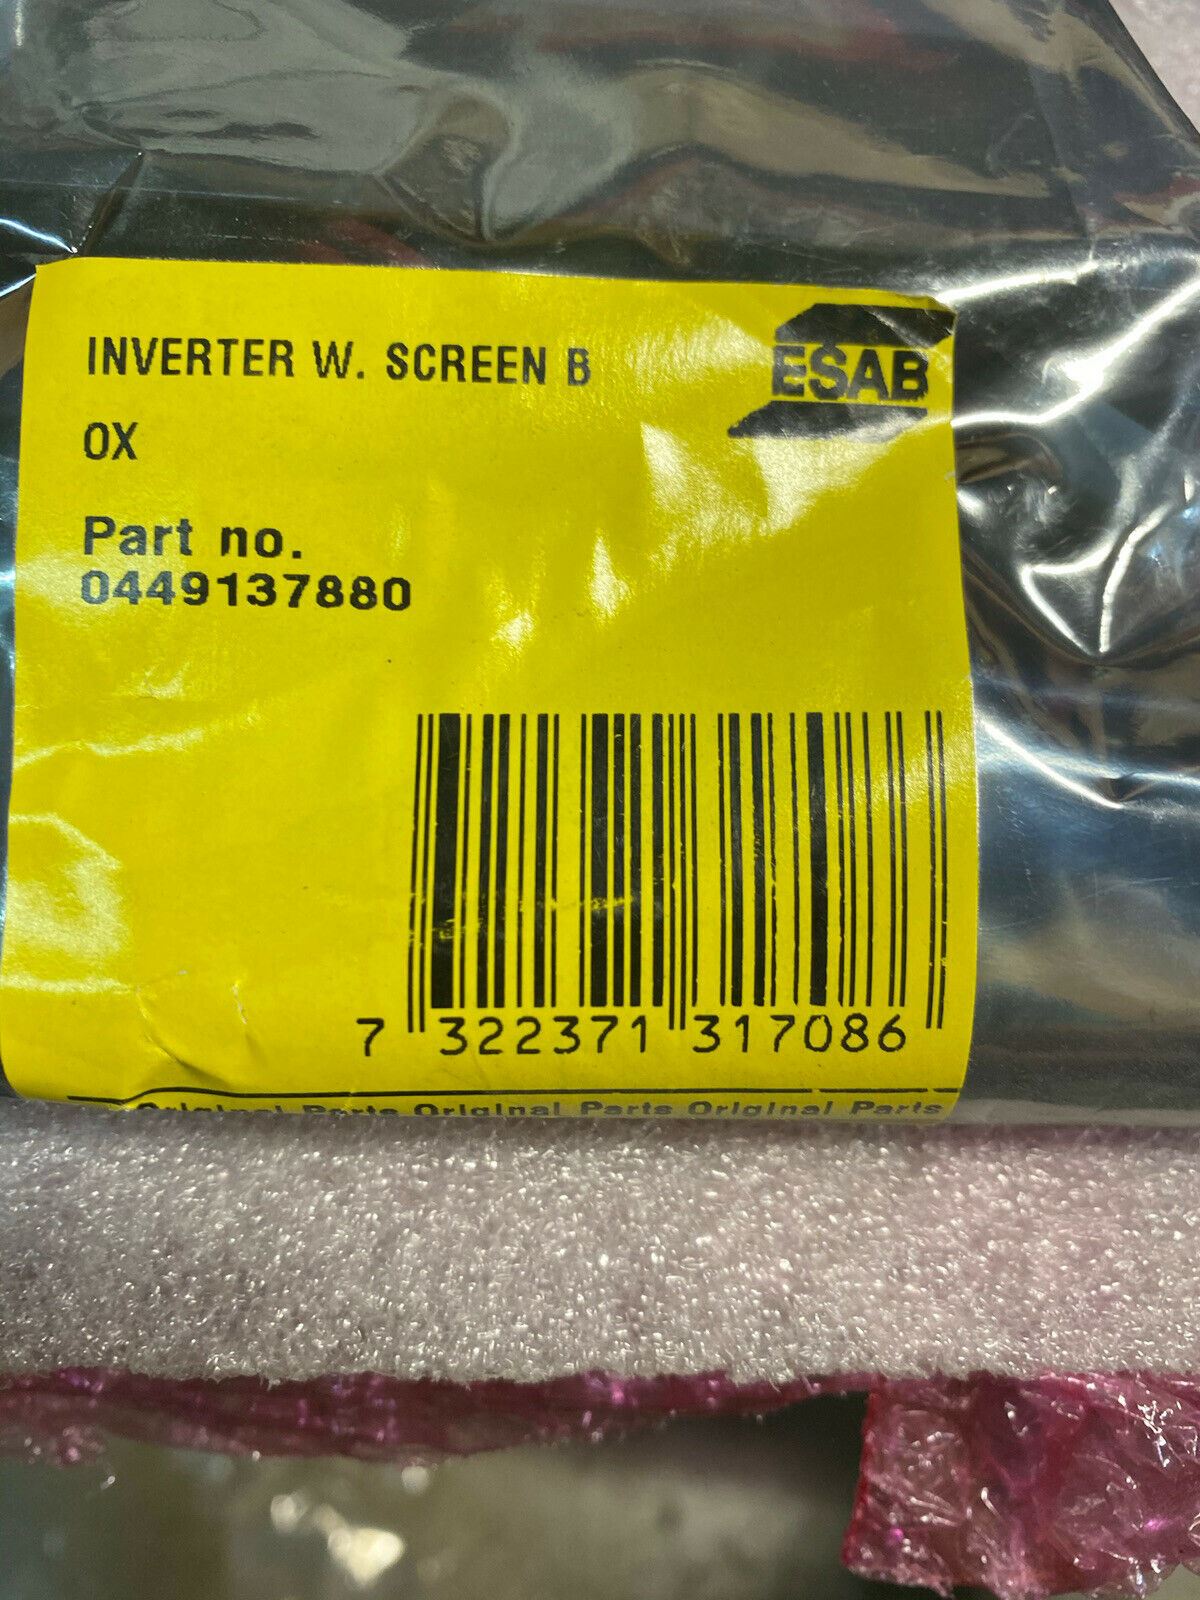 INVERTER W. SCREEN B
ESAB
OX
Part no.
0449137880
7 322371 317086
Original Parts Original Parts Original Parts